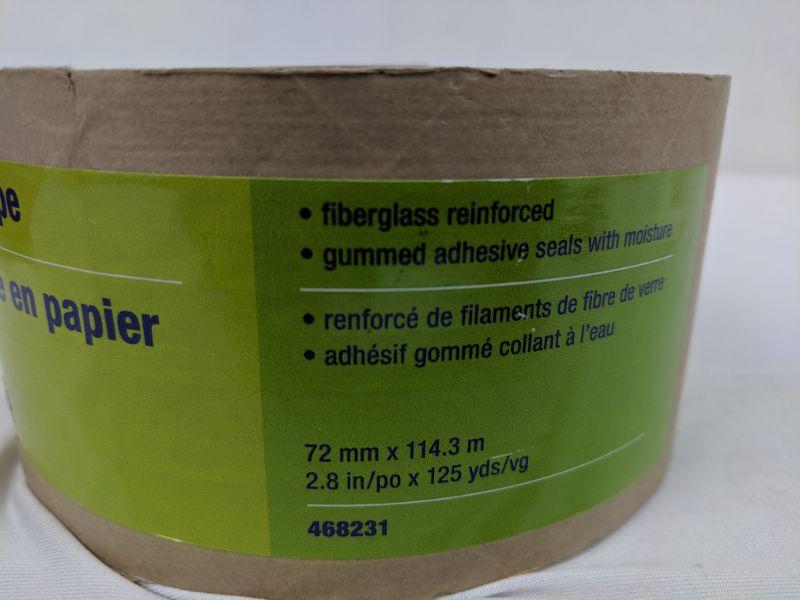 pe
e en papier
• fiberglass reinforced
• gummed adhesive seals with moisture
• renforcé de filaments de fibre de verre
• adhésif gommé collant à l'eau
72 mm x 114.3 m
2.8 in/po x 125 yds/vg
468231